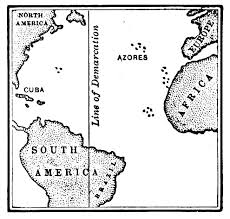 NORTH
AMERICA
EUROPE
AZORES
Line of Demarcation
CUBA
AFRICA
SOUTH
AMERICA
BRAZIL